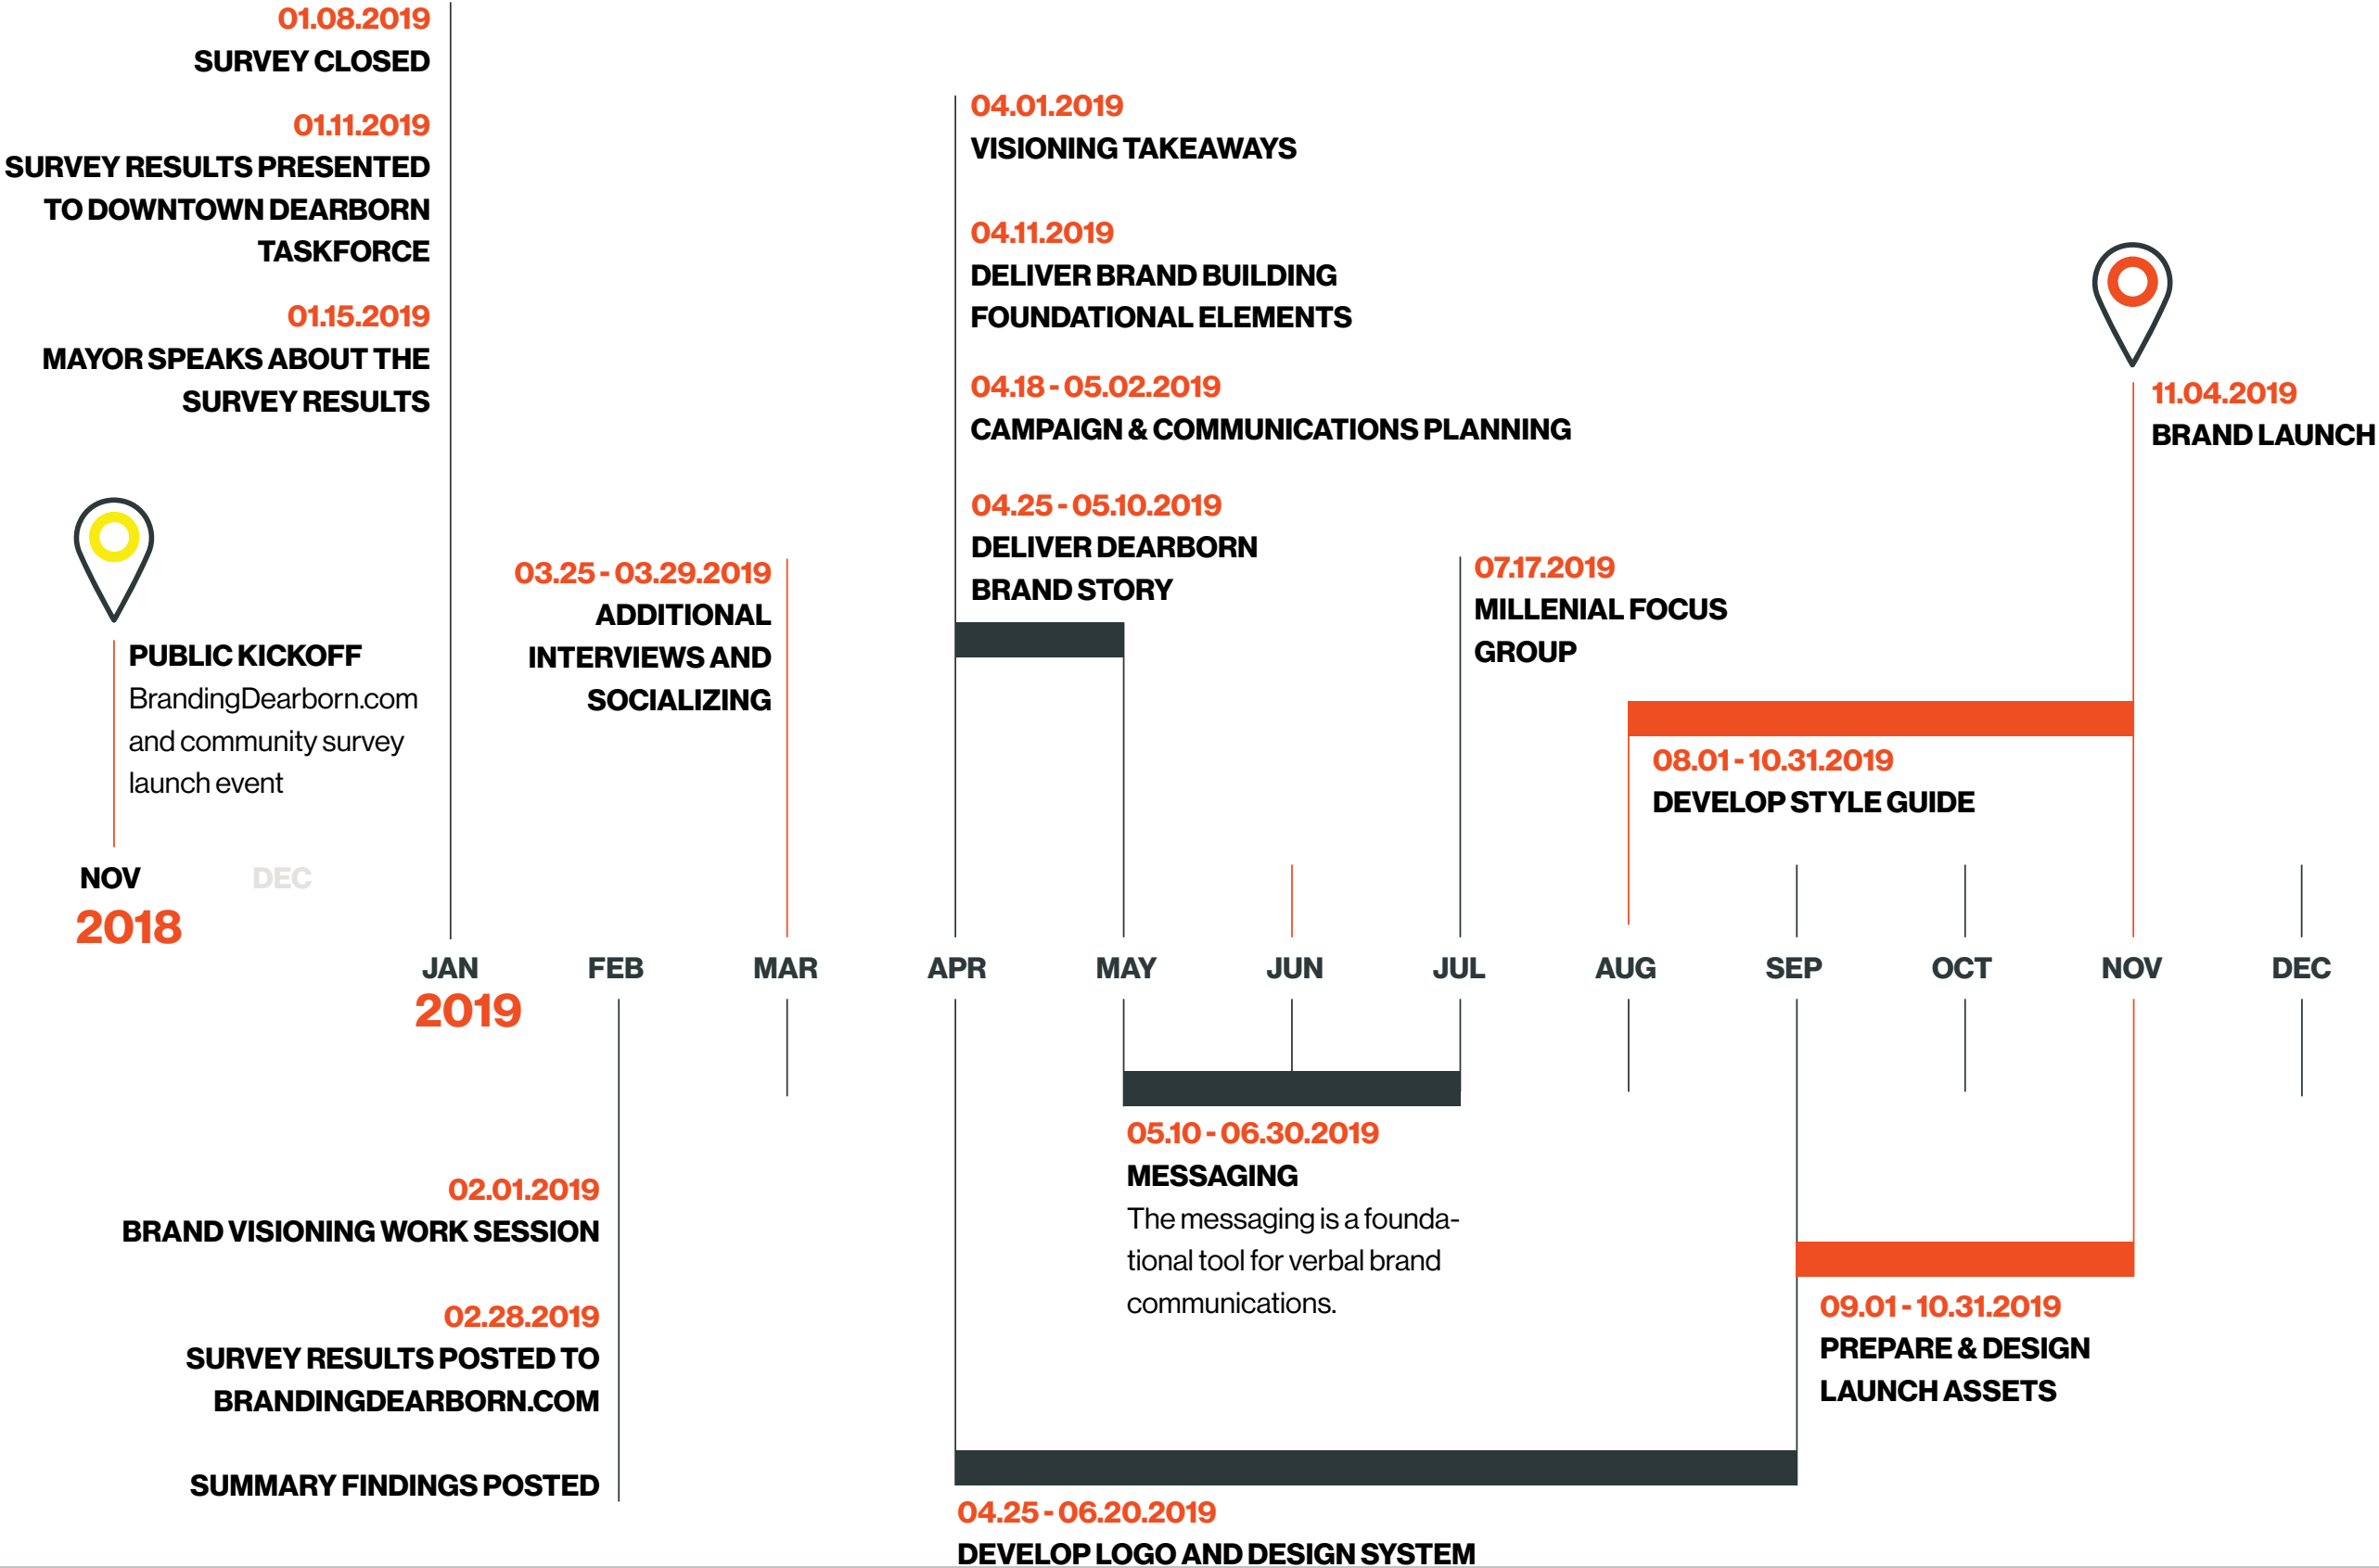 01.08.2019
SURVEY CLOSED
01.11.2019
SURVEY RESULTS PRESENTED
TO DOWNTOWN DEARBORN
TASKFORCE
01.15.2019
MAYOR SPEAKS ABOUT THE
SURVEY RESULTS
PUBLIC KICKOFF
BrandingDearborn.com
and community survey
launch event
03.25 - 03.29.2019
ADDITIONAL
INTERVIEWS AND
SOCIALIZING
04.01.2019
VISIONING TAKEAWAYS
04.11.2019
DELIVER BRAND BUILDING
FOUNDATIONAL ELEMENTS
04.18 - 05.02.2019
CAMPAIGN & COMMUNICATIONS PLANNING
04.25 - 05.10.2019
DELIVER DEARBORN
BRAND STORY
07.17.2019
MILLENIAL FOCUS
GROUP
08.01 - 10.31.2019
DEVELOP STYLE GUIDE
11.04.2019
BRAND LAUNCH
NOV
DEC
2018
JAN
FEB
MAR
APR
MAY
JUN
JUL
AUG
SEP
OCT
NOV
DEC
2019
02.01.2019
BRAND VISIONING WORK SESSION
02.28.2019
SURVEY RESULTS POSTED TO
BRANDINGDEARBORN.COM
SUMMARY FINDINGS POSTED
05.10 - 06.30.2019
MESSAGING
The messaging is a founda-
tional tool for verbal brand
communications.
09.01 - 10.31.2019
PREPARE & DESIGN
LAUNCH ASSETS
04.25 - 06.20.2019
DEVELOP LOGO AND DESIGN SYSTEM